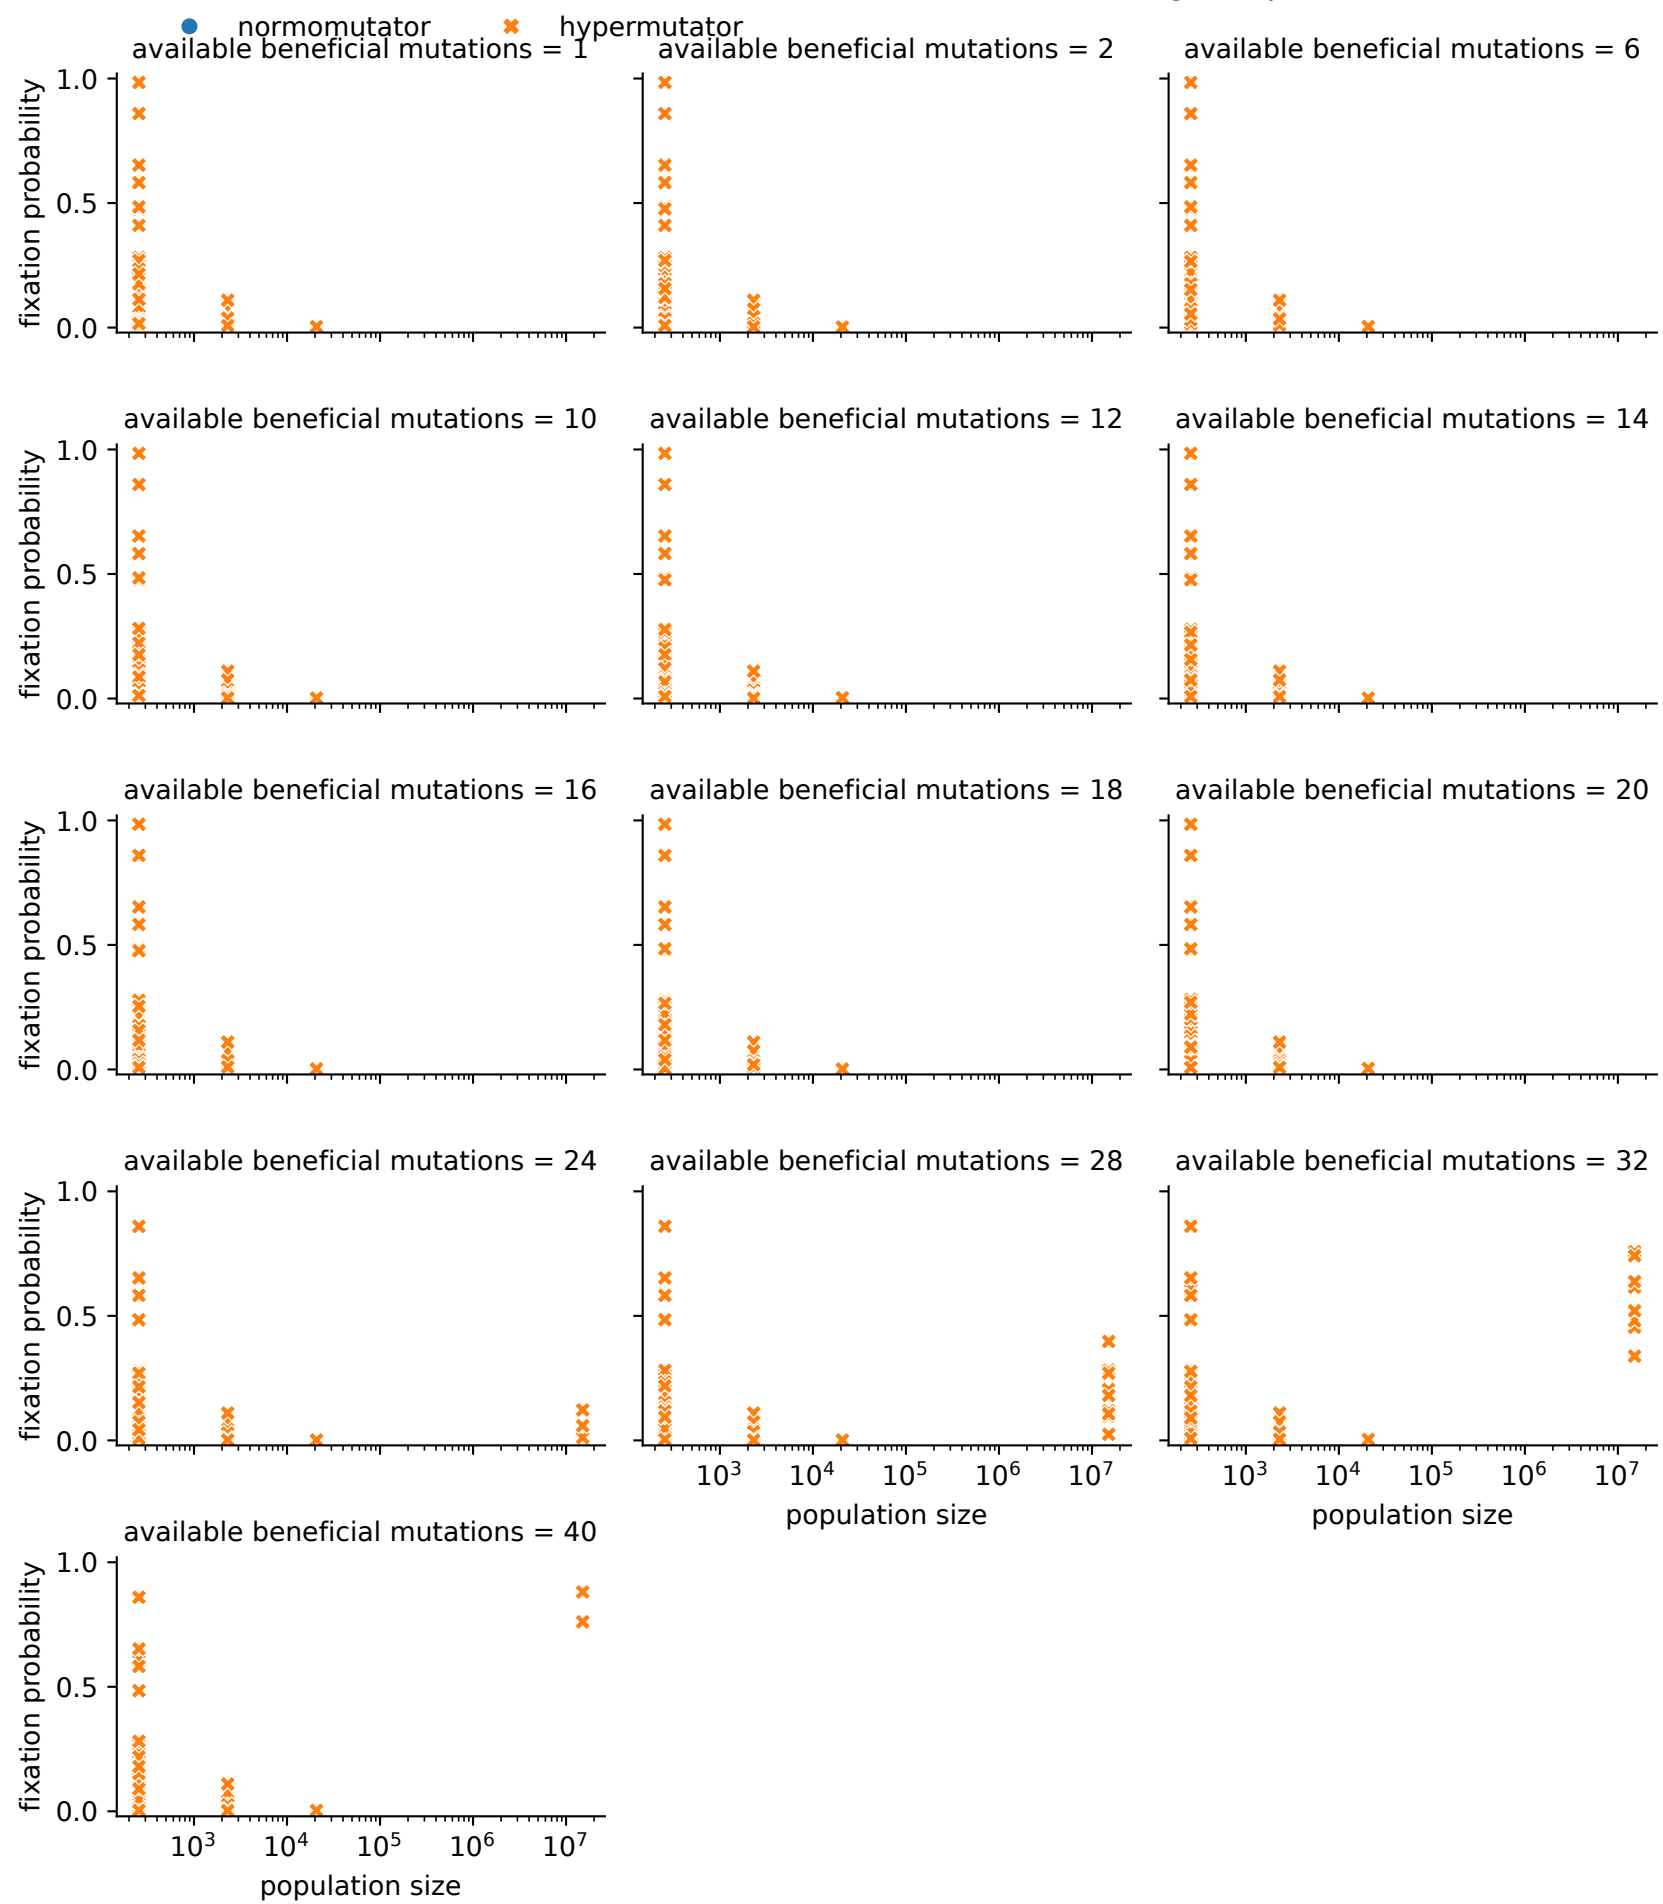 normomutator hypermutator
available beneficial mutations = 1 available beneficial mutations = 2 available beneficial mutations = 6
1.0
0.5
0.0
fixation probability
available beneficial mutations = 10 available beneficial mutations = 12 available beneficial mutations = 14
1.0
0.5
0.0
fixation probability
available beneficial mutations = 16 available beneficial mutations = 18 available beneficial mutations = 20
1.0
0.5
0.0
fixation probability
available beneficial mutations = 24 available beneficial mutations = 28 available beneficial mutations = 32
1.0
0.5
0.0
fixation probability
10³ 10⁴ 10⁵ 10⁶ 10⁷ 10³ 10⁴ 10⁵ 10⁶ 10⁷
population size population size
available beneficial mutations = 40
1.0
0.5
0.0
fixation probability
10³ 10⁴ 10⁵ 10⁶ 10⁷
population size